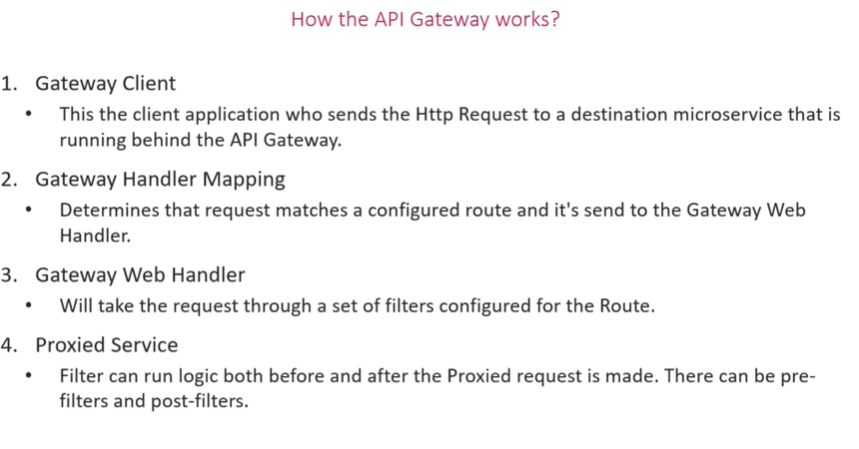 How the API Gateway works?
1. Gateway Client
• This the client application who sends the Http Request to a destination microservice that is
running behind the API Gateway.
2. Gateway Handler Mapping
• Determines that request matches a configured route and it's send to the Gateway Web
Handler.
3. Gateway Web Handler
• Will take the request through a set of filters configured for the Route.
4. Proxied Service
• Filter can run logic both before and after the Proxied request is made. There can be pre-
filters and post-filters.